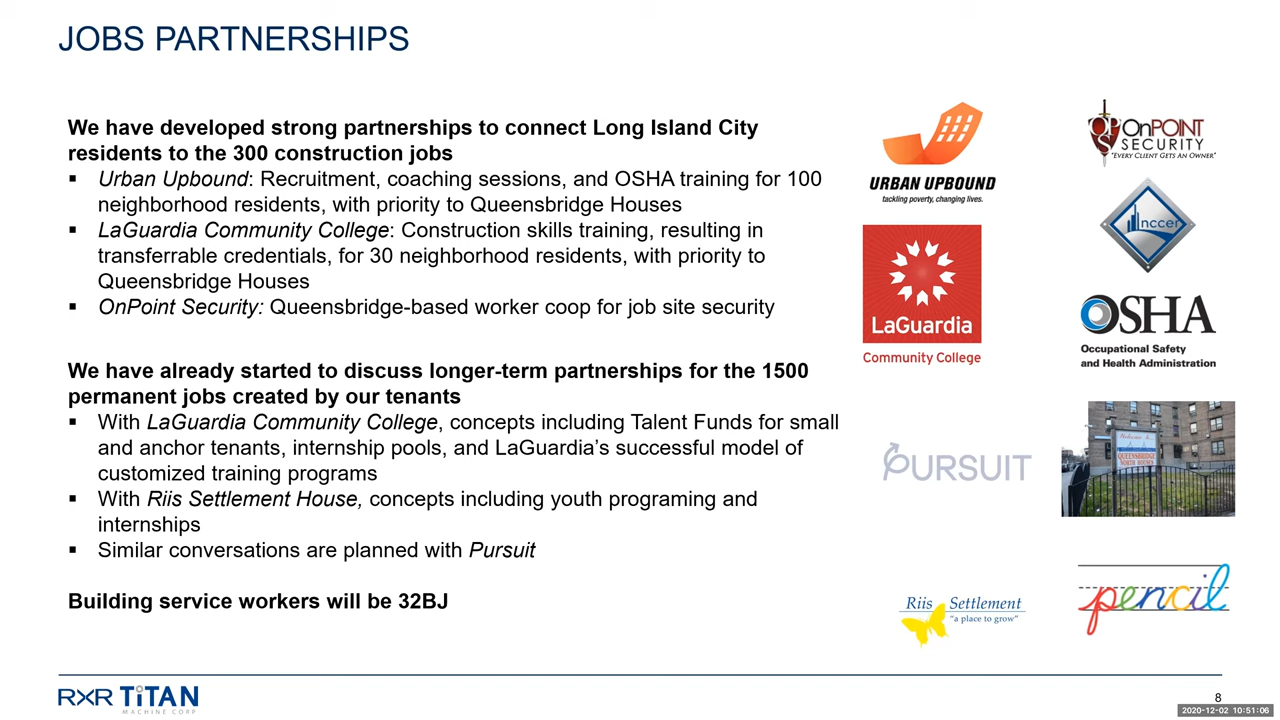 JOBS PARTNERSHIPS
We have developed strong partnerships to connect Long Island City
residents to the 300 construction jobs
▪ Urban Upbound: Recruitment, coaching sessions, and OSHA training for 100
neighborhood residents, with priority to Queensbridge Houses
▪ LaGuardia Community College: Construction skills training, resulting in
transferrable credentials, for 30 neighborhood residents, with priority to
Queensbridge Houses
▪ OnPoint Security: Queensbridge-based worker coop for job site security
We have already started to discuss longer-term partnerships for the 1500
permanent jobs created by our tenants
▪ With LaGuardia Community College, concepts including Talent Funds for small
and anchor tenants, internship pools, and LaGuardia’s successful model of
customized training programs
▪ With Riis Settlement House, concepts including youth programing and
internships
▪ Similar conversations are planned with Pursuit
Building service workers will be 32BJ
URBAN UPBOUND
tackling poverty, changing lives.
OPS OnPOINT
SECURITY
"EVERY CLIENT GETS AN OWNER"
LaGuardia
Community College
nccer
OSHA
Occupational Safety
and Health Administration
PURSUIT
QUEENSBRIDGE
NORTH HOUSES
Riis Settlement
"a place to grow"
pencil
RXR TiTAN
MACHINE CORP
8
2020-12-02 10:51:06